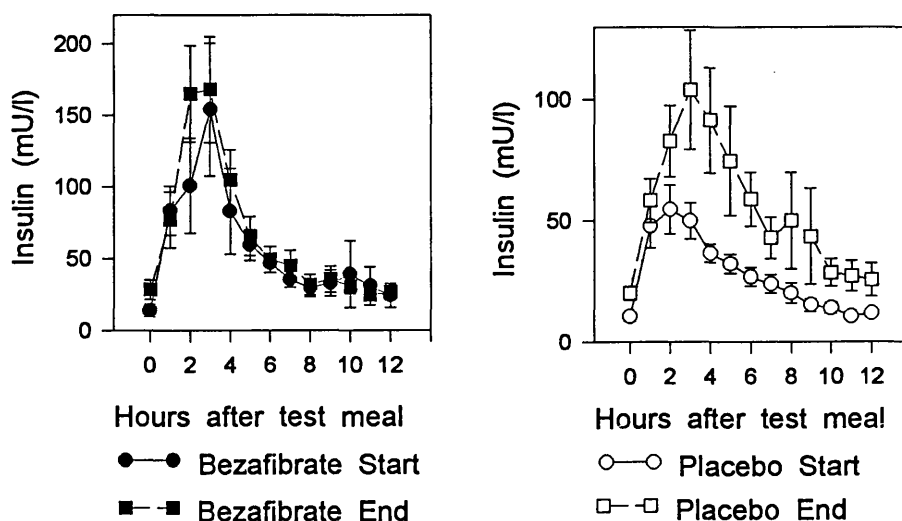 200
150
100
50
0
Insulin (mU/l)
0 2 4 6 8 10 12
Hours after test meal
Bezafibrate Start
Bezafibrate End
100
50
0
Insulin (mU/l)
0 2 4 6 8 10 12
Hours after test meal
Placebo Start
Placebo End